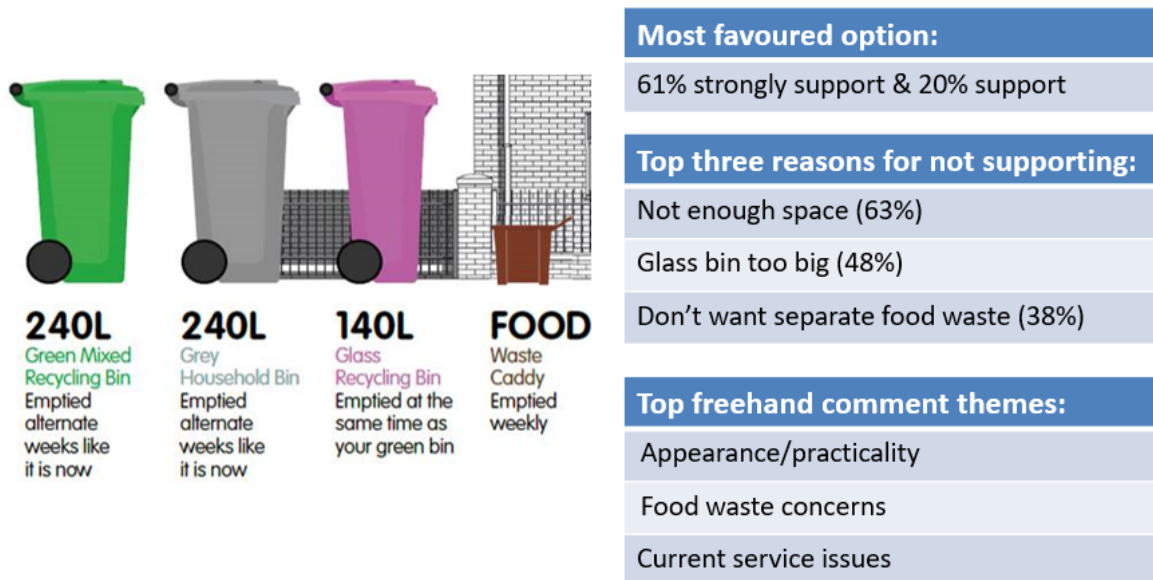 240L
Green Mixed
Recycling Bin
Emptied
alternate
weeks like
it is now
240L
Grey
Household Bin
Emptied
alternate
weeks like
it is now
140L
Glass
Recycling Bin
Emptied at the
same time as
your green bin
FOOD
Waste
Caddy
Emptied
weekly
Most favoured option:
61% strongly support & 20% support
Top three reasons for not supporting:
Not enough space (63%)
Glass bin too big (48%)
Don’t want separate food waste (38%)
Top freehand comment themes:
Appearance/practicality
Food waste concerns
Current service issues